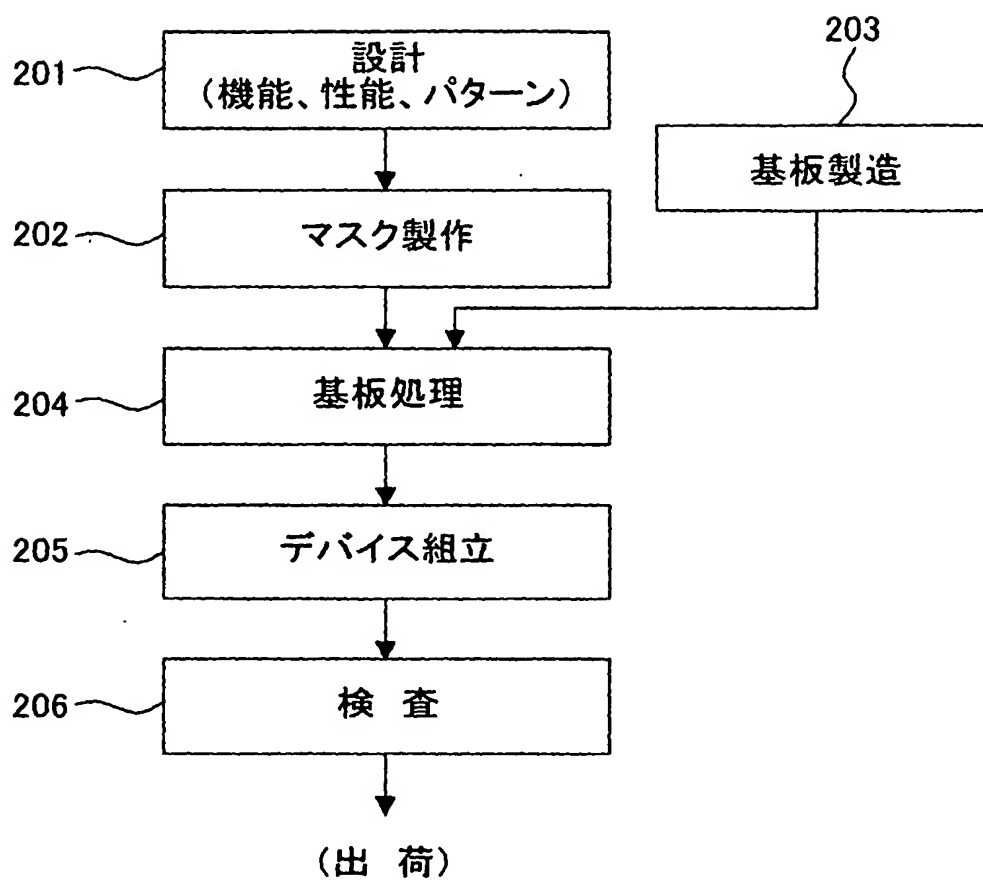 203
201
設計
（機能、性能、パターン）
基板製造
202
マスク製作
204
基板処理
205
デバイス組立
206
検 査
（出 荷）